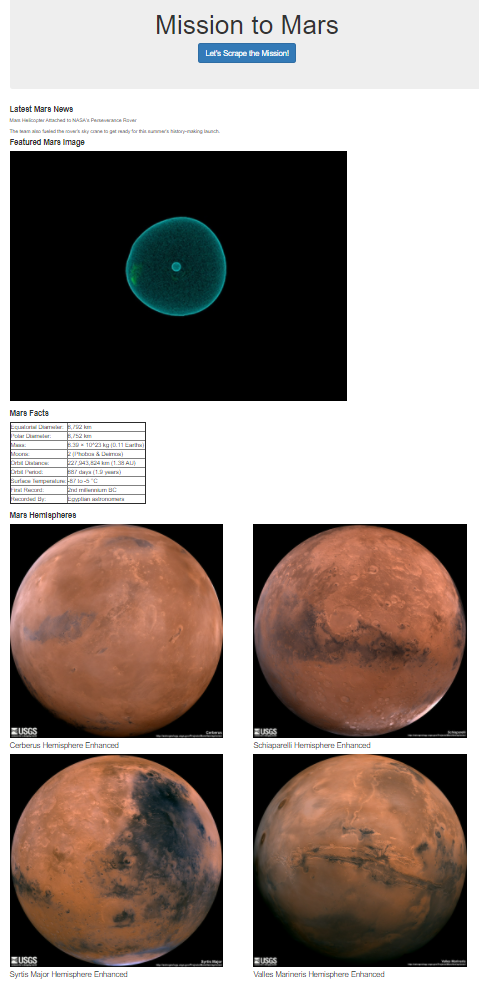 Mission to Mars
Let's Scrape the Mission!
Latest Mars News
Mars Helicopter Attached to NASA's Perseverance Rover
The team also fueled the rover's sky crane to get ready for this summer's history-making launch.
Featured Mars Image
Mars Facts
Equatorial Diameter: 6,792 km
Polar Diameter: 6,752 km
Mass: 6.39 × 10^23 kg (0.11 Earths)
Moons: 2 (Phobos & Deimos)
Orbit Distance: 227,943,824 km (1.38 AU)
Orbit Period: 687 days (1.9 years)
Surface Temperature: -87 to -5 °C
First Record: 2nd millennium BC
Recorded By: Egyptian astronomers
Mars Hemispheres
USGS
Cerberus
USGS
Schiaparelli
Cerberus Hemisphere Enhanced
Schiaparelli Hemisphere Enhanced
USGS
Syrtis Major
USGS
Valles Marineris
Syrtis Major Hemisphere Enhanced
Valles Marineris Hemisphere Enhanced